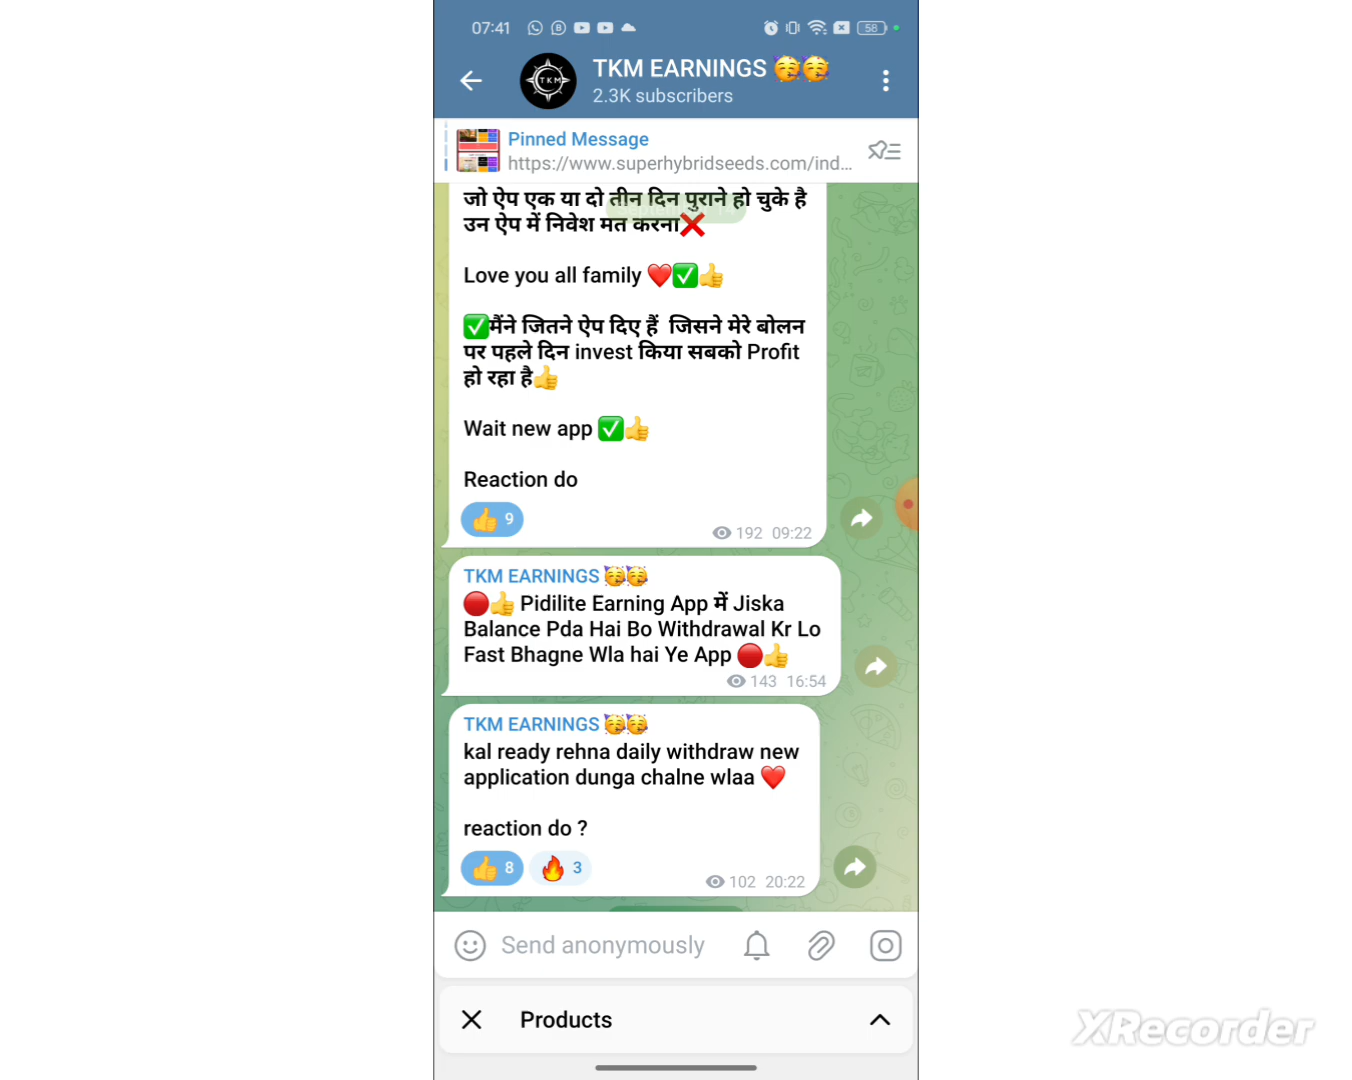 07:41
58
TKM
TKM EARNINGS 🥳🥳
2.3K subscribers
Pinned Message
https://www.superhybridseeds.com/ind...
जो ऐप एक या दो तीन दिन पुराने हो चुके है
उन ऐप में निवेश मत करना❌
Love you all family ❤️✅👍
✅मैंने जितने ऐप दिए हैं जिसने मेरे बोलन
पर पहले दिन invest किया सबको Profit
हो रहा है👍
Wait new app ✅👍
Reaction do
👍 9
192 09:22
TKM EARNINGS 🥳🥳
🔴👍 Pidilite Earning App में Jiska
Balance Pda Hai Bo Withdrawal Kr Lo
Fast Bhagne Wla hai Ye App 🔴👍
143 16:54
TKM EARNINGS 🥳🥳
kal ready rehna daily withdraw new
application dunga chalne wlaa ❤️
reaction do ?
👍 8 🔥 3
102 20:22
Send anonymously
Products
XRecorder